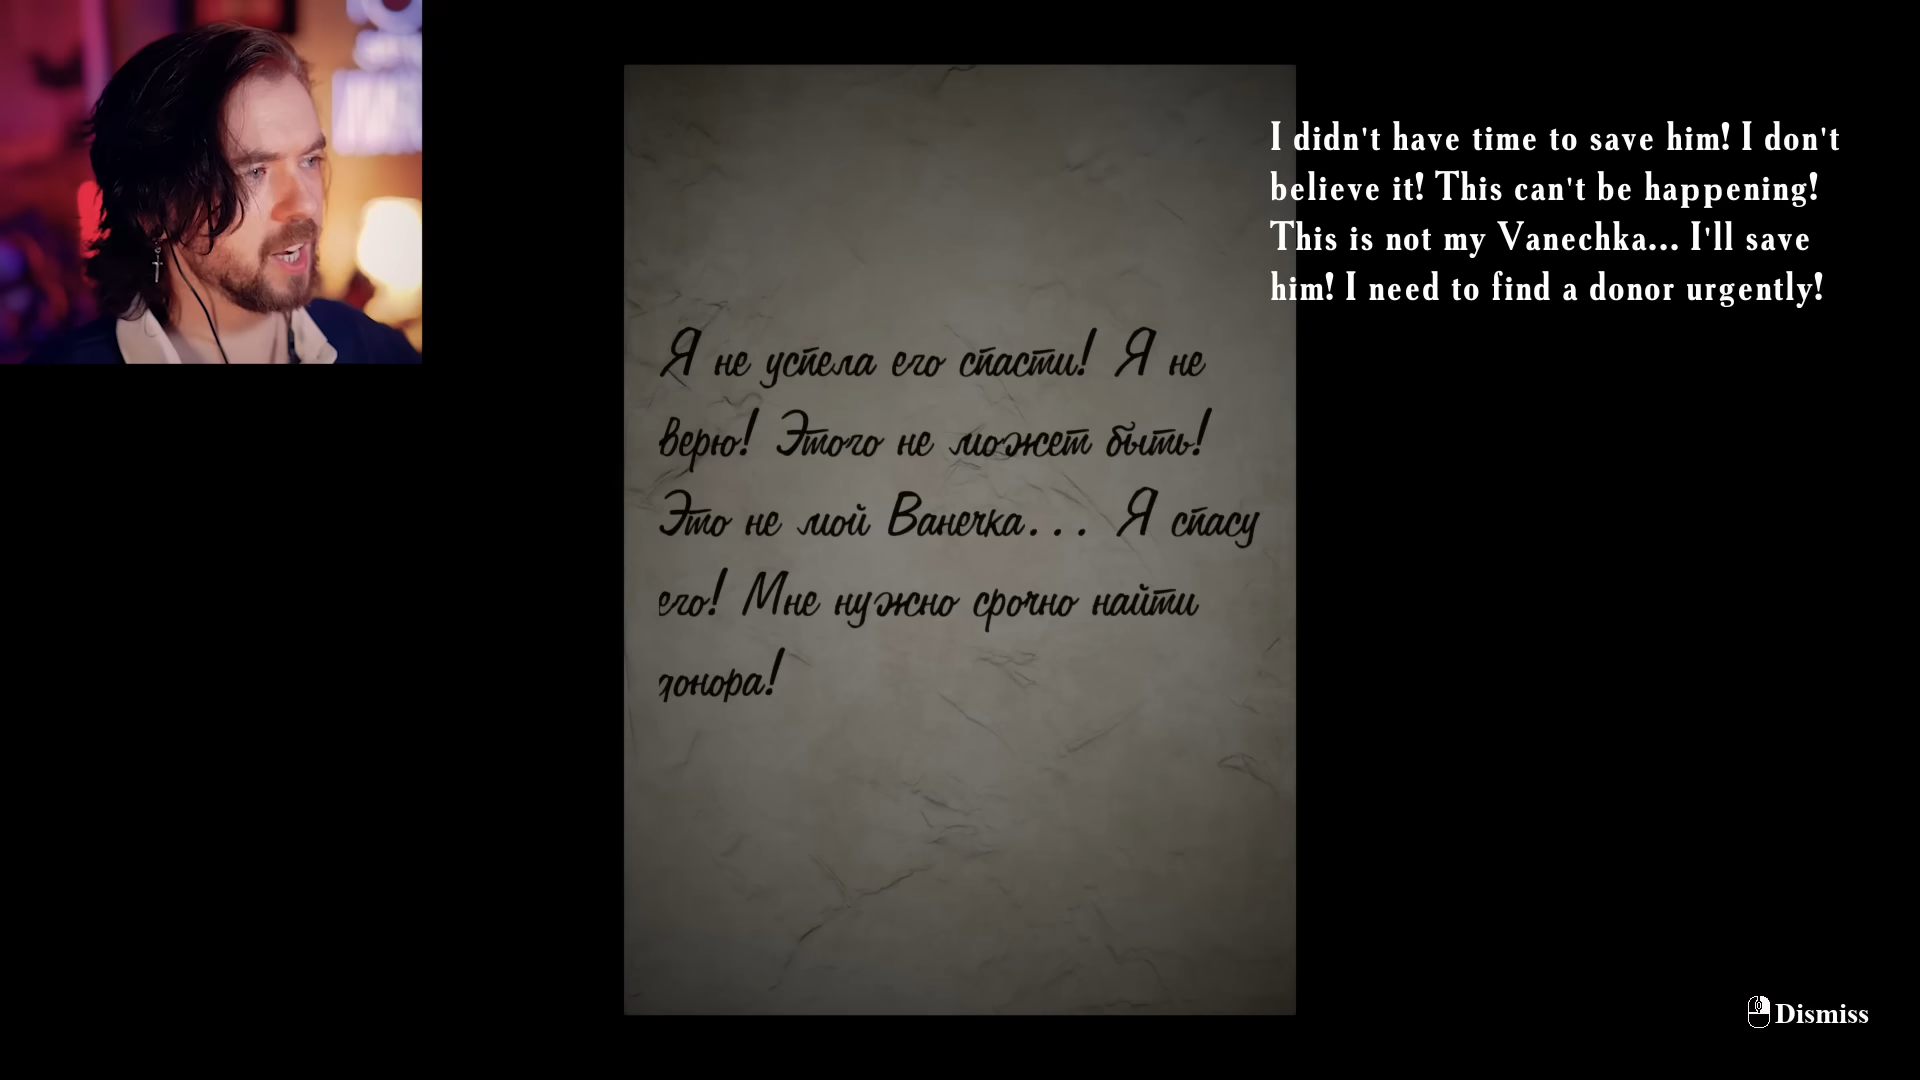 I didn't have time to save him! I don't
believe it! This can't be happening!
This is not my Vanechka... I'll save
him! I need to find a donor urgently!
Я не успела его спасти! Я не
верю! Этого не может быть!
Это не мой Ванечка... Я спасу
его! Мне нужно срочно найти
донора!
Dismiss